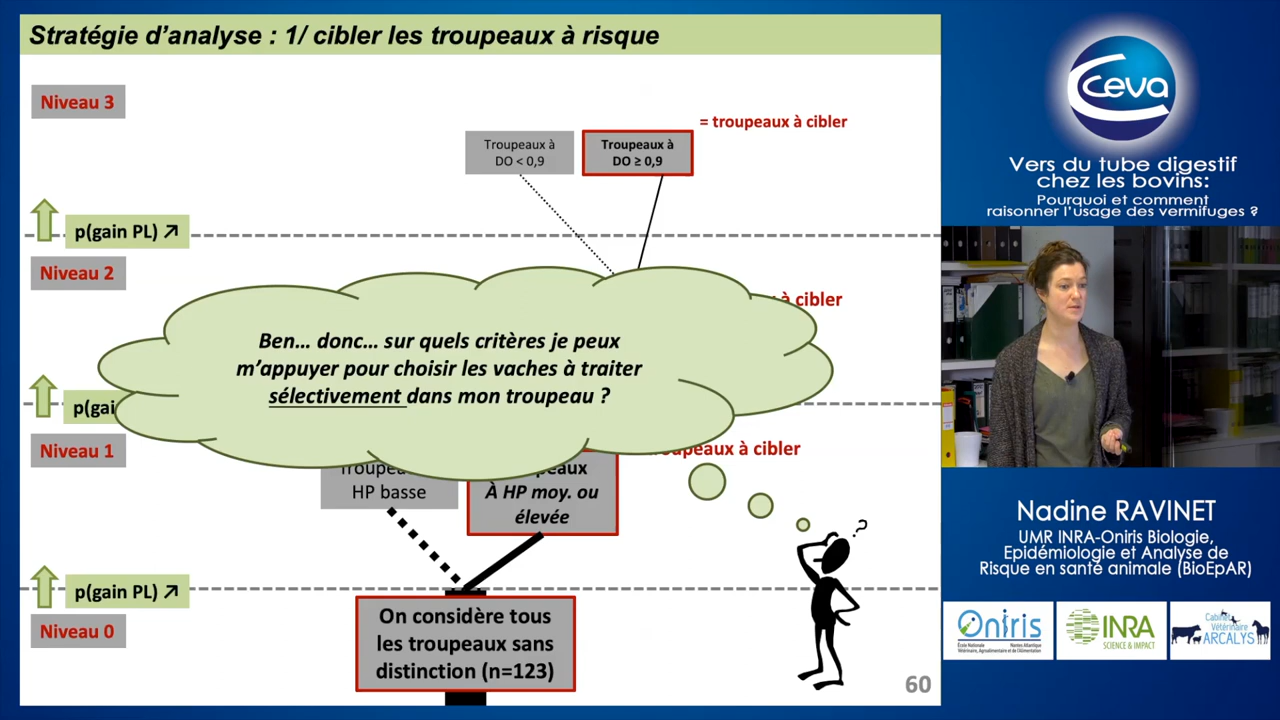 Stratégie d'analyse : 1/ cibler les troupeaux à risque
Niveau 3
= troupeaux à cibler
Troupeaux à
DO < 0,9
Troupeaux à
DO ≥ 0,9
p(gain PL) ↗
Niveau 2
à cibler
Ben… donc… sur quels critères je peux
m'appuyer pour choisir les vaches à traiter
sélectivement dans mon troupeau ?
p(gai
Niveau 1
à cibler
HP basse
À HP moy. ou
élevée
?
p(gain PL) ↗
Niveau 0
On considère tous
les troupeaux sans
distinction (n=123)
60
Ceva
Vers du tube digestif
chez les bovins:
Pourquoi et comment
raisonner l'usage des vermifuges ?
Nadine RAVINET
UMR INRA-Oniris Biologie,
Epidémiologie et Analyse de
Risque en santé animale (BioEpAR)
Oniris
INRA
SCIENCE & IMPACT
Cabinet
Vétérinaire
ARCALYS